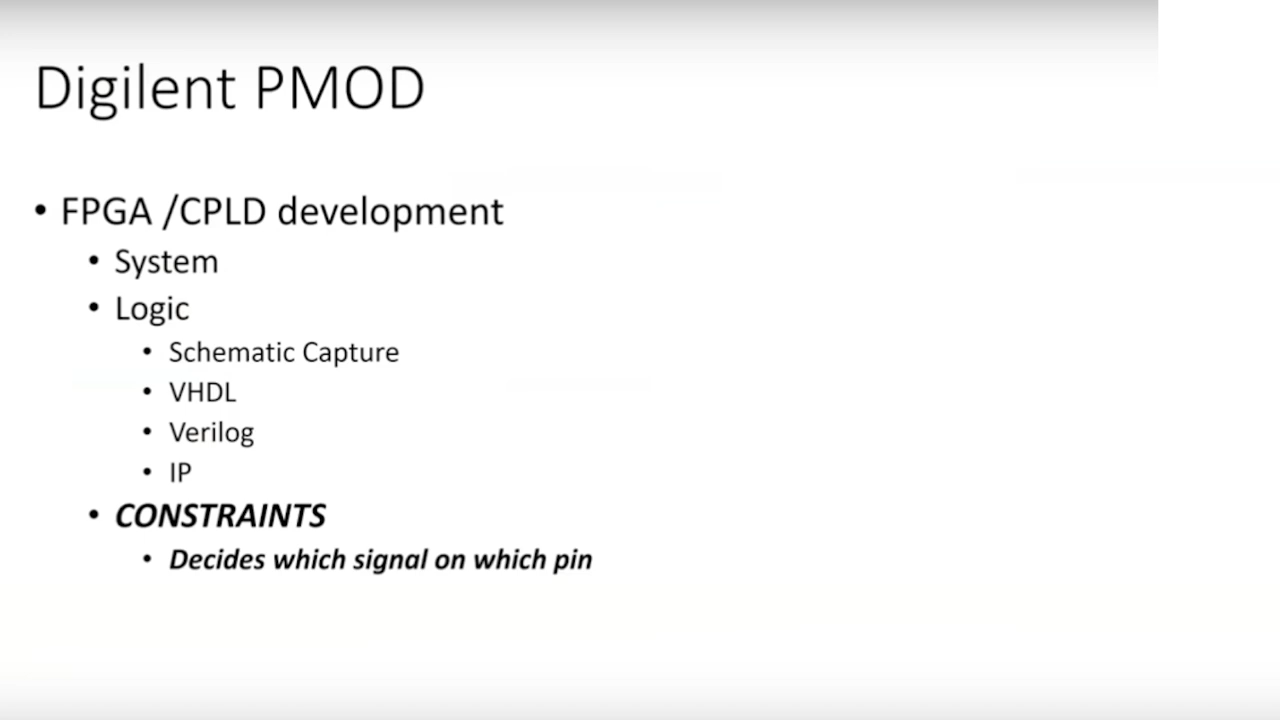 Digilent PMOD
• FPGA /CPLD development
• System
• Logic
• Schematic Capture
• VHDL
• Verilog
• IP
• CONSTRAINTS
• Decides which signal on which pin